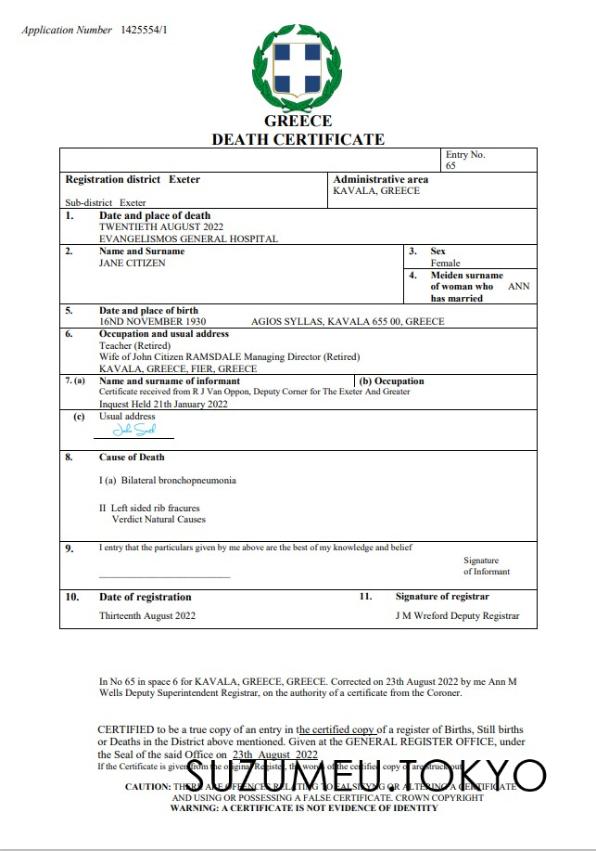 Application Number 1425554/1
GREECE
DEATH CERTIFICATE
Entry No.
65
Registration district Exeter
Sub-district Exeter
Administrative area
KAVALA, GREECE
1. Date and place of death
TWENTIETH AUGUST 2022
EVANGELISMOS GENERAL HOSPITAL
2. Name and Surname
JANE CITIZEN
3. Sex
Female
4. Meiden surname
of woman who ANN
has married
5. Date and place of birth
16ND NOVEMBER 1930 AGIOS SYLLAS, KAVALA 655 00, GREECE
6. Occupation and usual address
Teacher (Retired)
Wife of John Citizen RAMSDALE Managing Director (Retired)
KAVALA, GREECE, FIER, GREECE
7. (a) Name and surname of informant (b) Occupation
Certificate received from R J Van Oppon, Deputy Corner for The Exeter And Greater
Inquest Held 21th January 2022
(c) Usual address
8. Cause of Death
I (a) Bilateral bronchopneumonia
II Left sided rib fracures
Verdict Natural Causes
9. I entry that the particulars given by me above are the best of my knowledge and belief
Signature
of Informant
10. Date of registration 11. Signature of registrar
Thirteenth August 2022 J M Wreford Deputy Registrar
In No 65 in space 6 for KAVALA, GREECE, GREECE. Corrected on 23th August 2022 by me Ann M
Wells Deputy Superintendent Registrar, on the authority of a certificate from the Coroner.
CERTIFIED to be a true copy of an entry in the certified copy of a register of Births, Still births
or Deaths in the District above mentioned. Given at the GENERAL REGISTER OFFICE, under
the Seal of the said Office on 23th August 2022
If the Certificate is given from the original Register, the words of the certified copy are struck out
SUZUMEU.TOKYO
CAUTION: THERE ARE OFFENCES RELATING TO FALSIFYNG OR ALTERING A CERTIFICATE
AND USING OR POSSESSING A FALSE CERTIFICATE. CROWN COPYRIGHT
WARNING: A CERTIFICATE IS NOT EVIDENCE OF IDENTITY